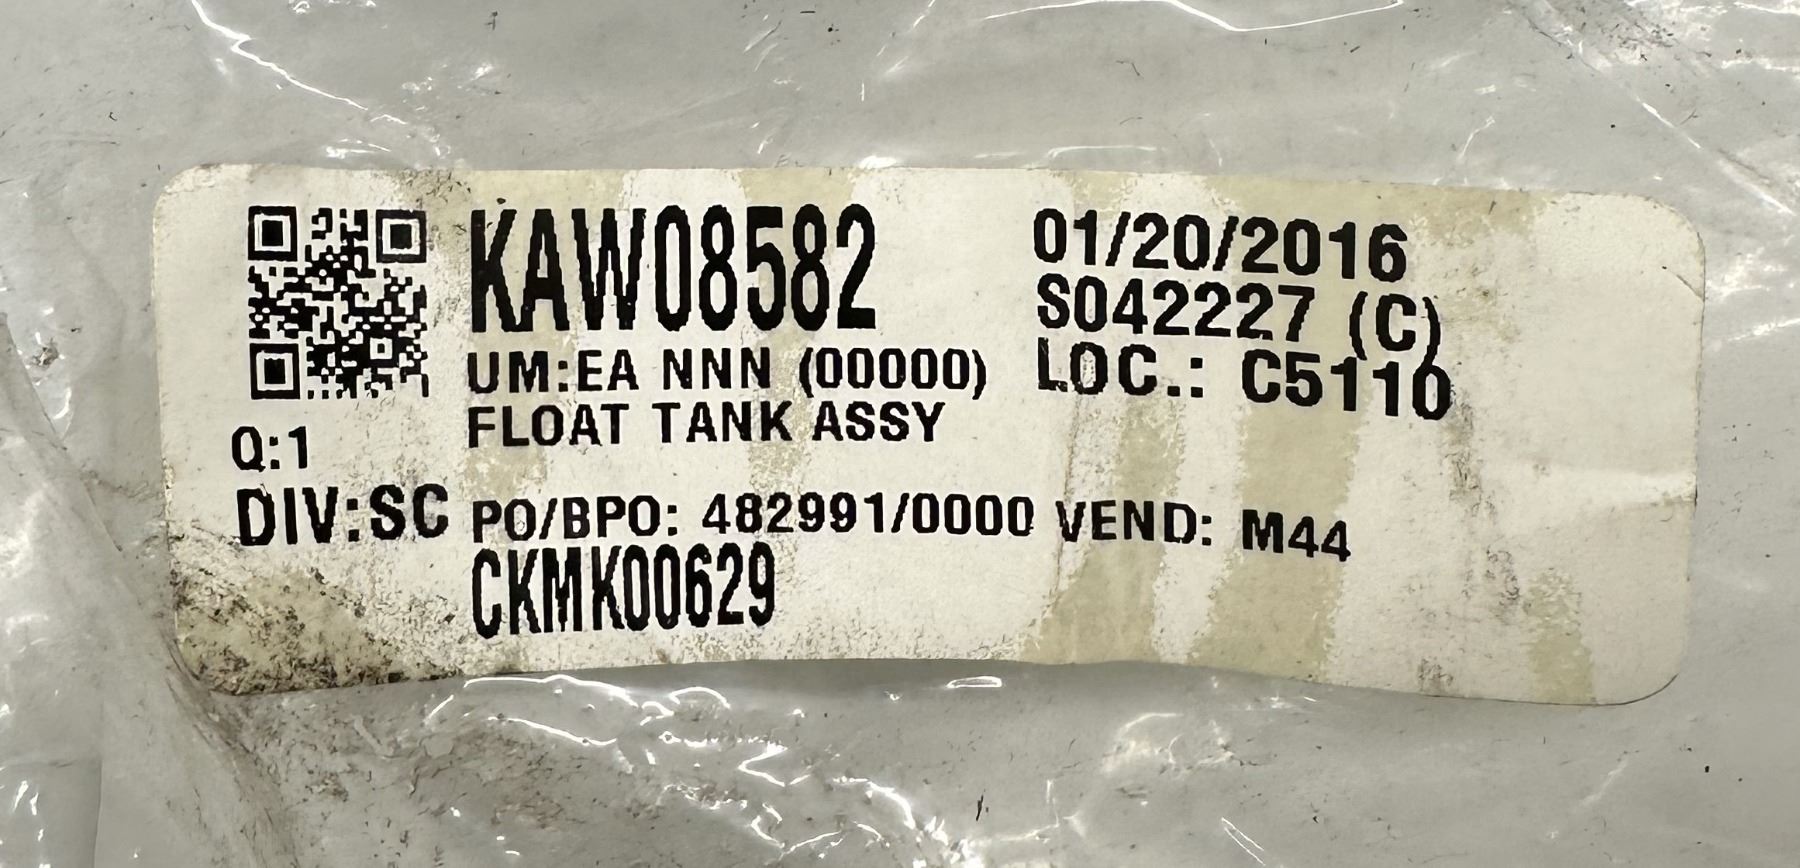 KAW08582
UM:EA NNN (00000)
FLOAT TANK ASSY
01/20/2016
S042227 (C)
LOC.: C5110
Q:1
DIV:SC
PO/BPO: 482991/0000 VEND: M44
CKMK00629